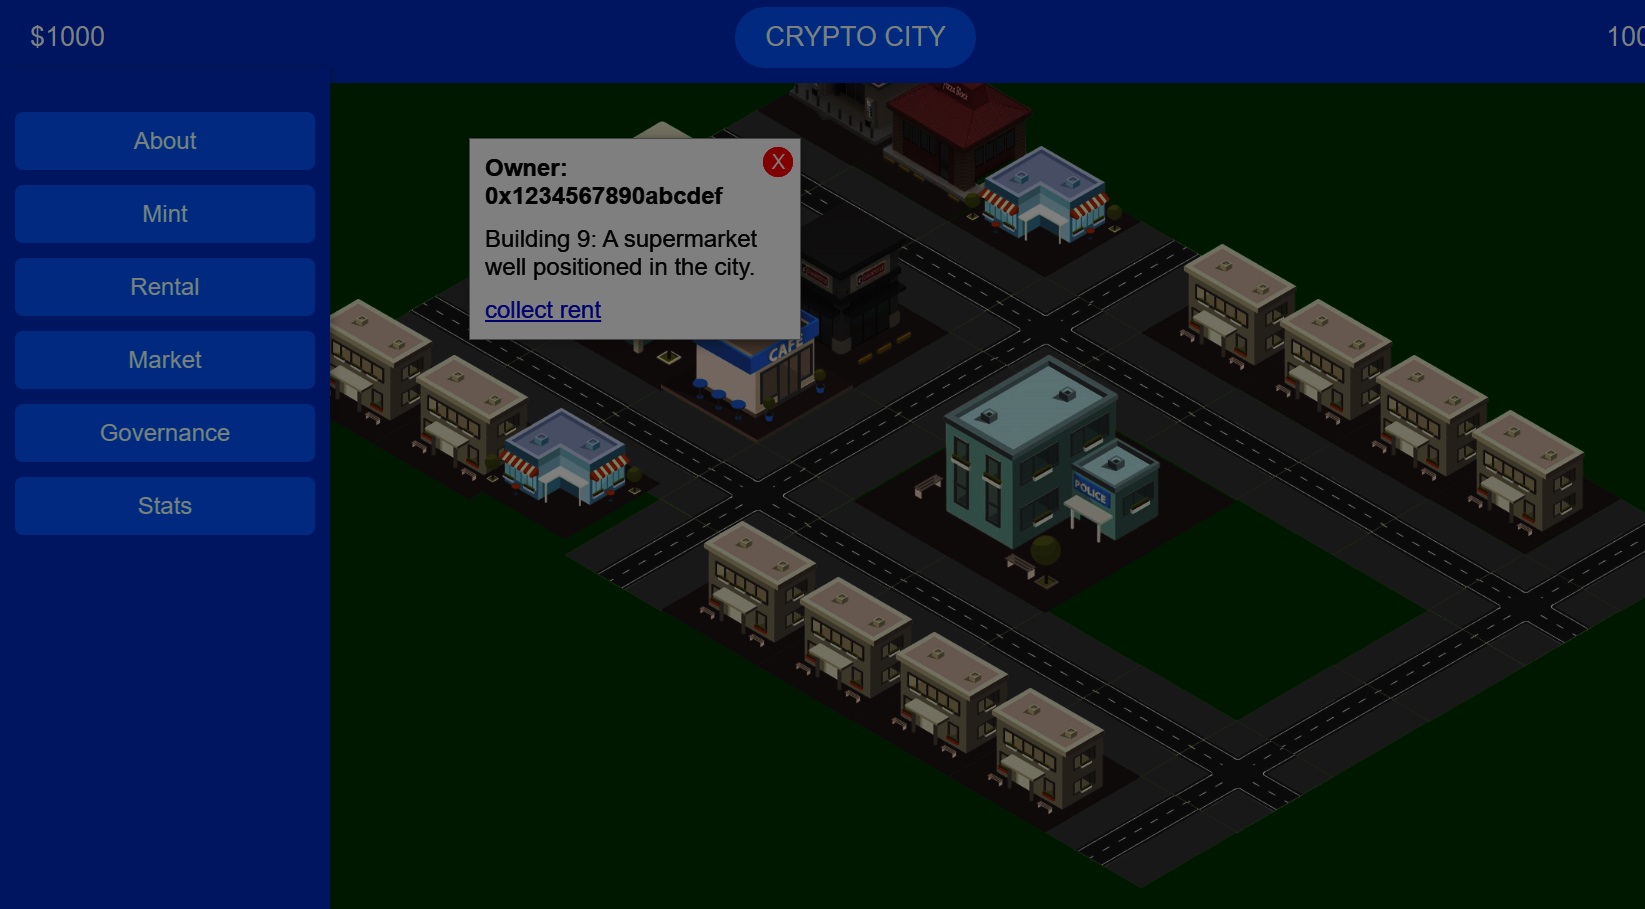 $1000
CRYPTO CITY
100
About
Mint
Rental
Market
Governance
Stats
Owner:
0x1234567890abcdef
X
Building 9: A supermarket
well positioned in the city.
collect rent
CAFE
POLICE